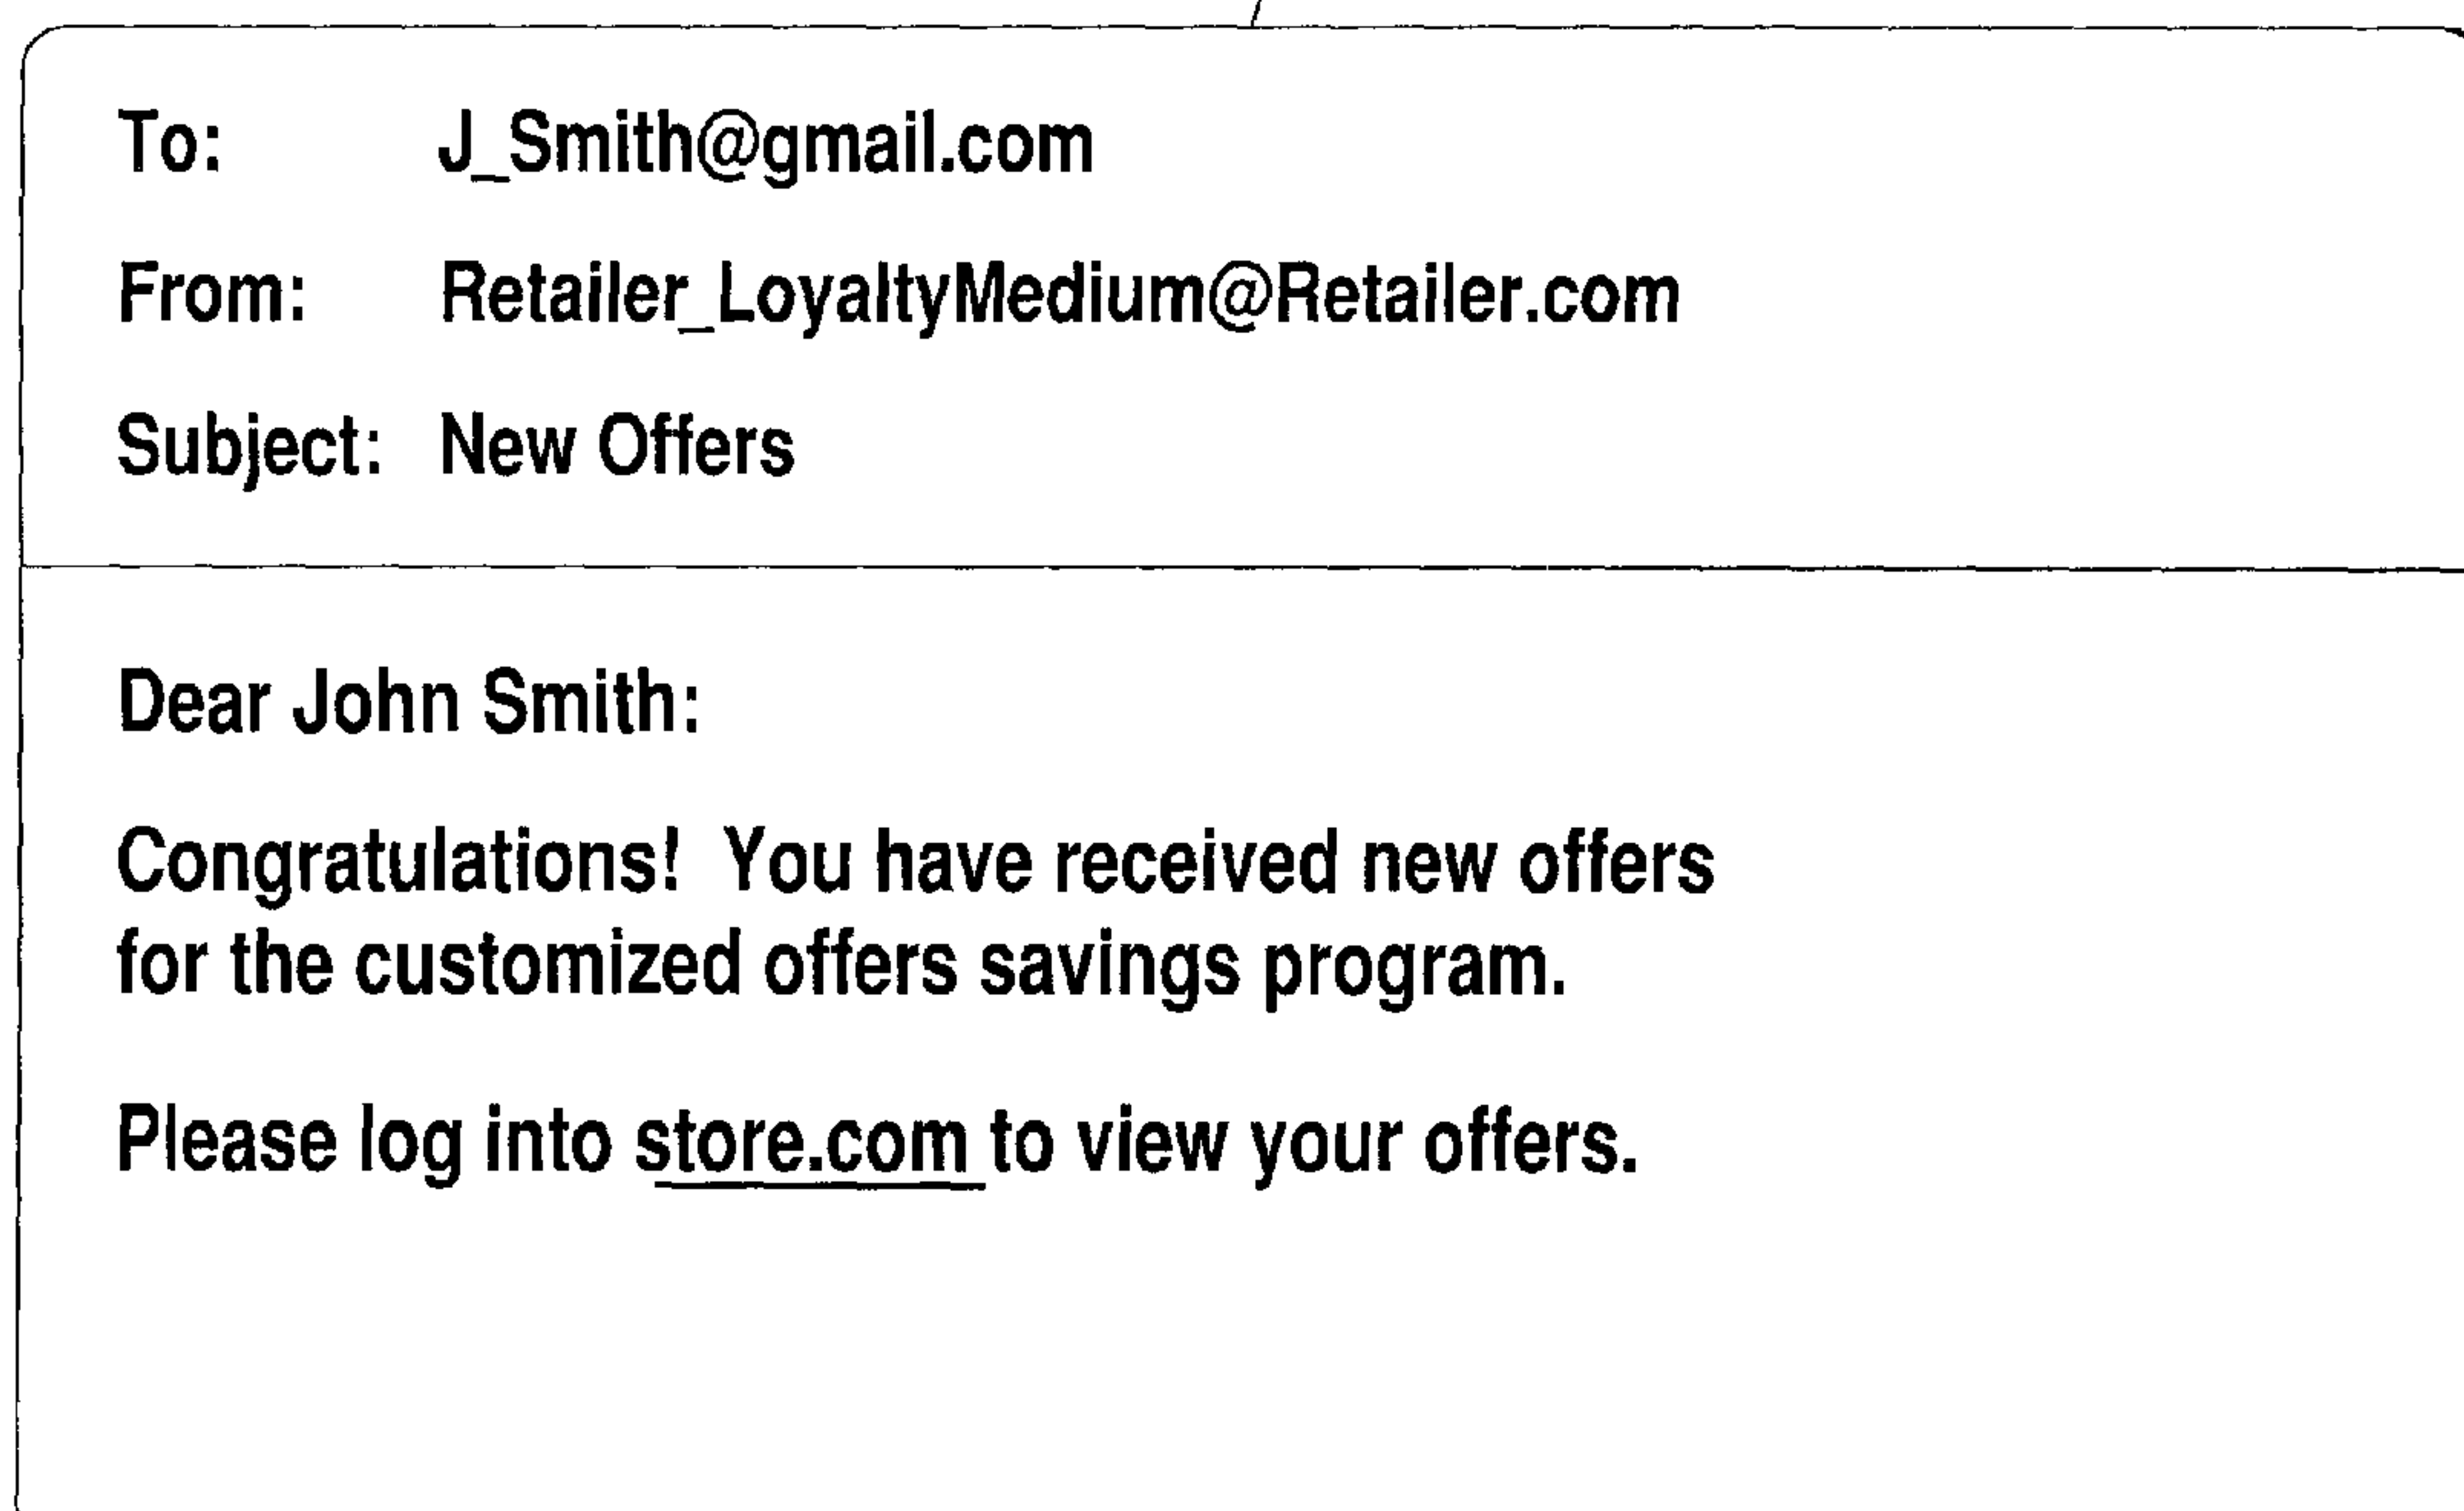 To: J_Smith@gmail.com
From: Retailer_LoyaltyMedium@Retailer.com
Subject: New Offers
Dear John Smith:
Congratulations! You have received new offers
for the customized offers savings program.
Please log into store.com to view your offers.